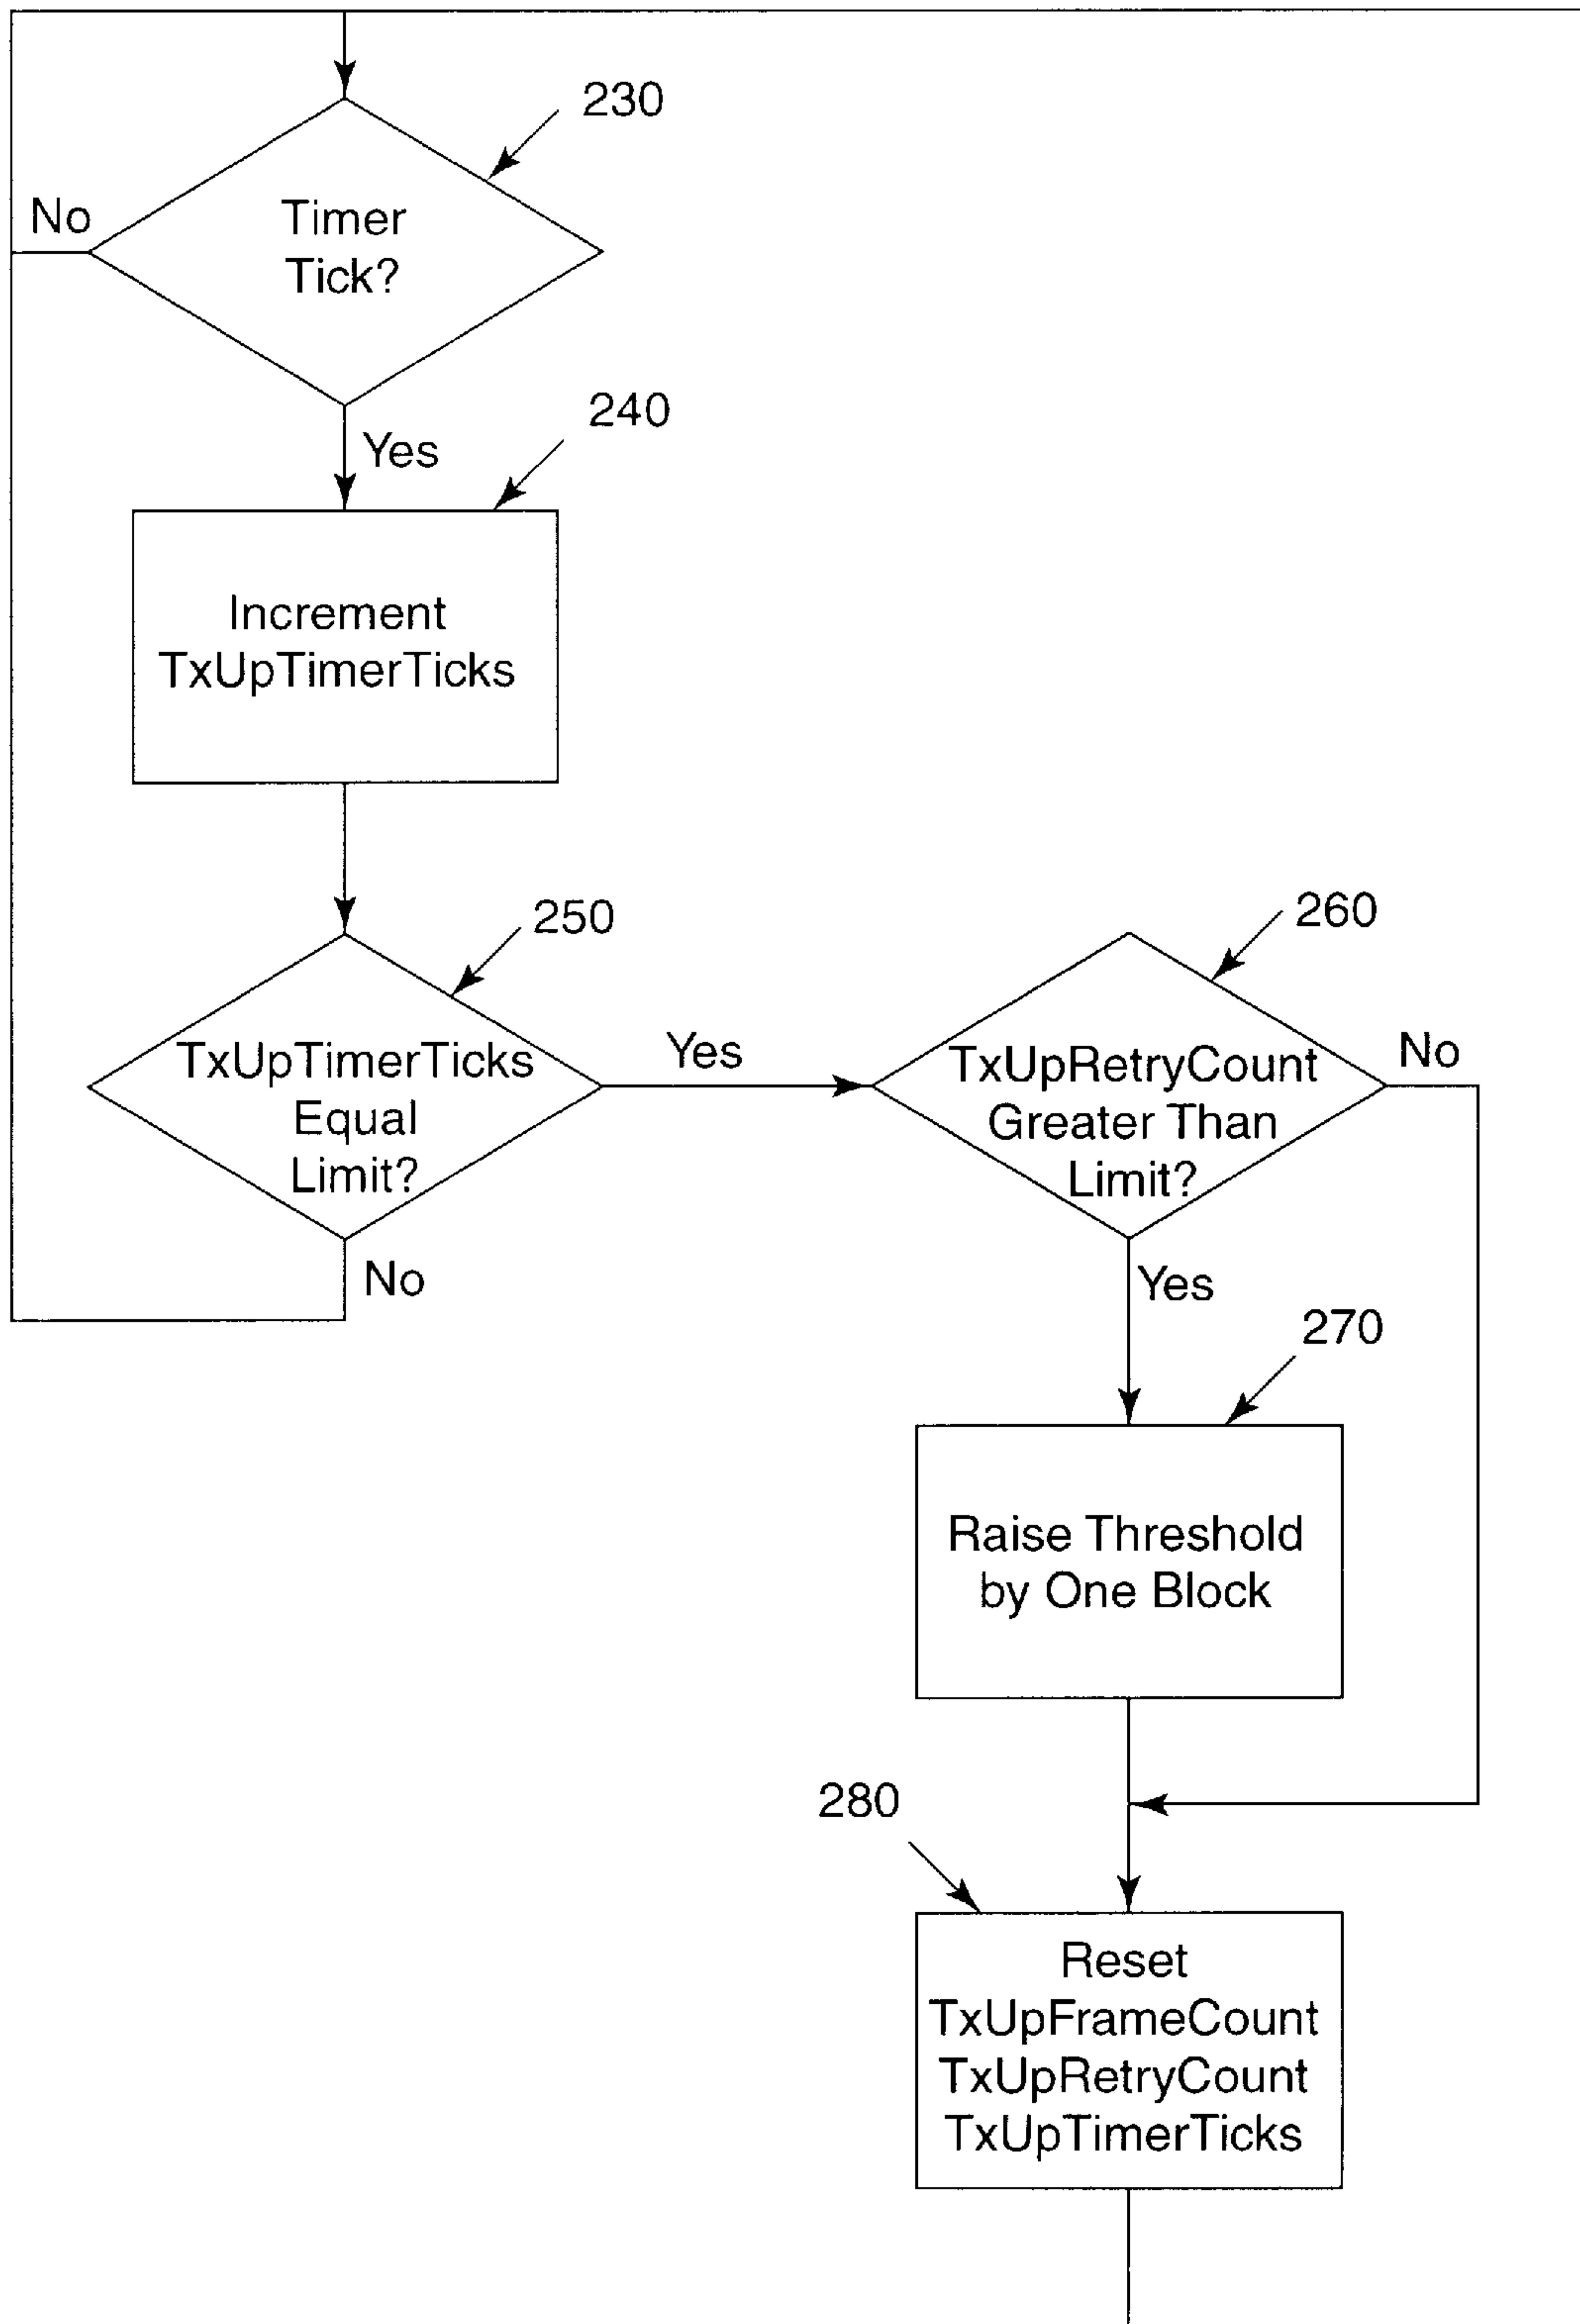 230
No
Timer
Tick?
240
Yes
Increment
TxUpTimerTicks
250
260
TxUpTimerTicks
Equal
Limit?
Yes
TxUpRetryCount
Greater Than
Limit?
No
No
Yes
270
Raise Threshold
by One Block
280
Reset
TxUpFrameCount
TxUpRetryCount
TxUpTimerTicks